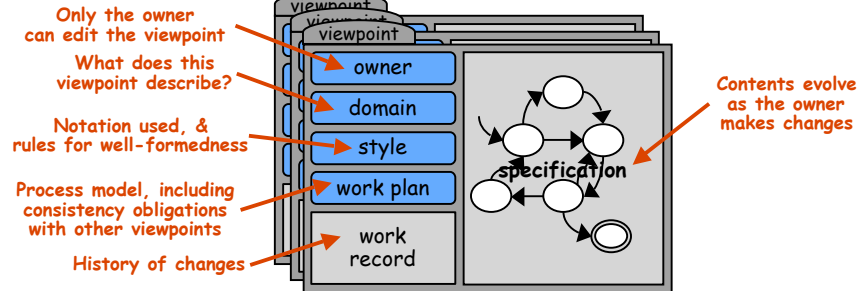 Only the owner
can edit the viewpoint
What does this
viewpoint describe?
Notation used, &
rules for well-formedness
Process model, including
consistency obligations
with other viewpoints
History of changes
viewpoint
viewpoint
viewpoint
owner
domain
style
work plan
work
record
specification
Contents evolve
as the owner
makes changes